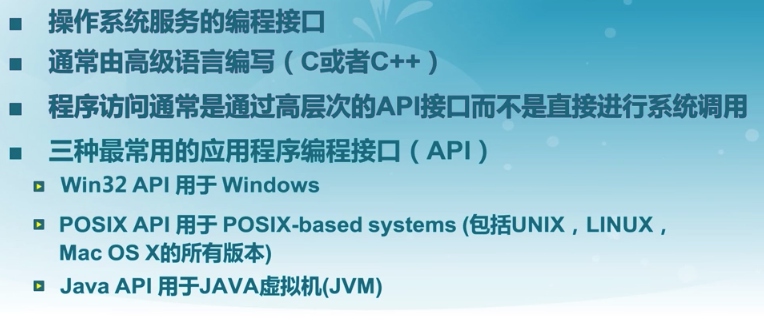 操作系统服务的编程接口
通常由高级语言编写（C或者C++）
程序访问通常是通过高层次的API接口而不是直接进行系统调用
三种最常用的应用程序编程接口（API）
Win32 API 用于 Windows
POSIX API 用于 POSIX-based systems (包括UNIX，LINUX，
Mac OS X的所有版本)
Java API 用于JAVA虚拟机(JVM)